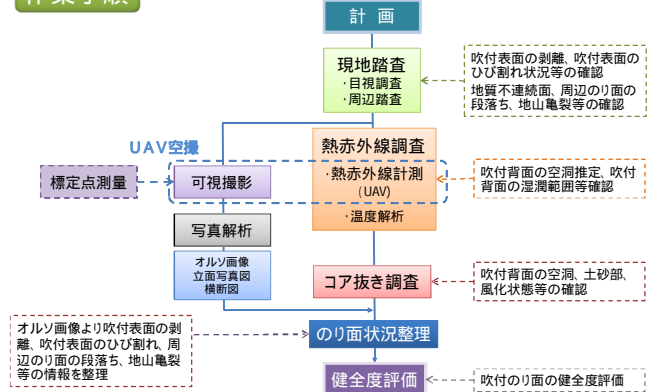 作業手順
計 画
現地踏査
・目視調査
・周辺踏査
吹付表面の剥離、吹付表面の
ひび割れ状況等の確認
地質不連続面、周辺のり面の
段落ち、地山亀裂等の確認
UAV空撮
熱赤外線調査
標定点測量
可視撮影
・熱赤外線計測
(UAV)
・温度解析
吹付背面の空洞推定、吹付
背面の湿潤範囲等確認
写真解析
オルソ画像
立面写真図
横断図
コア抜き調査
吹付背面の空洞、土砂部、
風化状態等の確認
オルソ画像より吹付表面の剥
離、吹付表面のひび割れ、周
辺のり面の段落ち、地山亀裂
等の情報を整理
のり面状況整理
健全度評価
吹付のり面の健全度評価